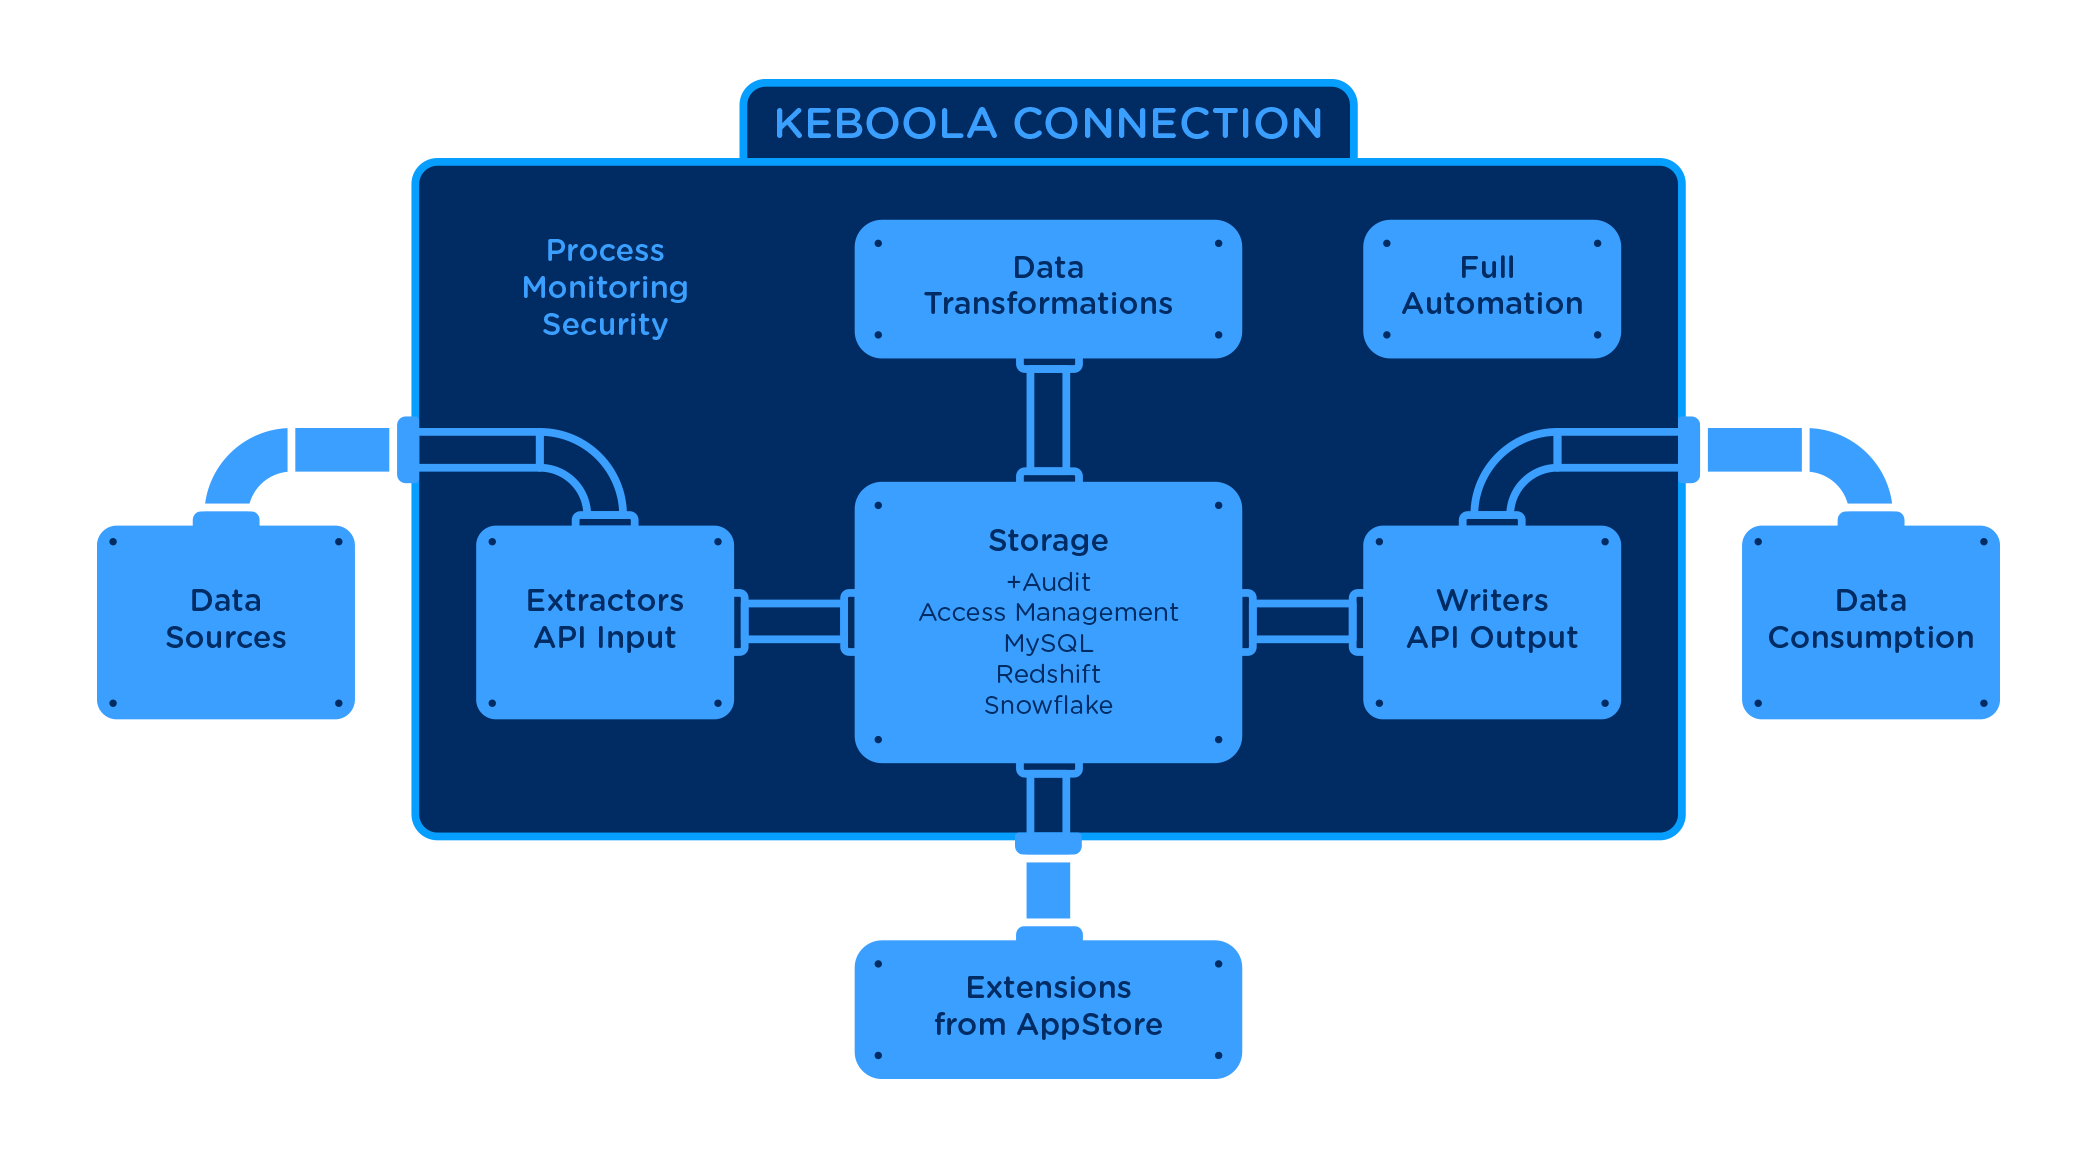 KEBOOLA CONNECTION
Process
Monitoring
Security
Data
Transformations
Full
Automation
Data
Sources
Extractors
API Input
Storage
+Audit
Access Management
MySQL
Redshift
Snowflake
Writers
API Output
Data
Consumption
Extensions
from AppStore